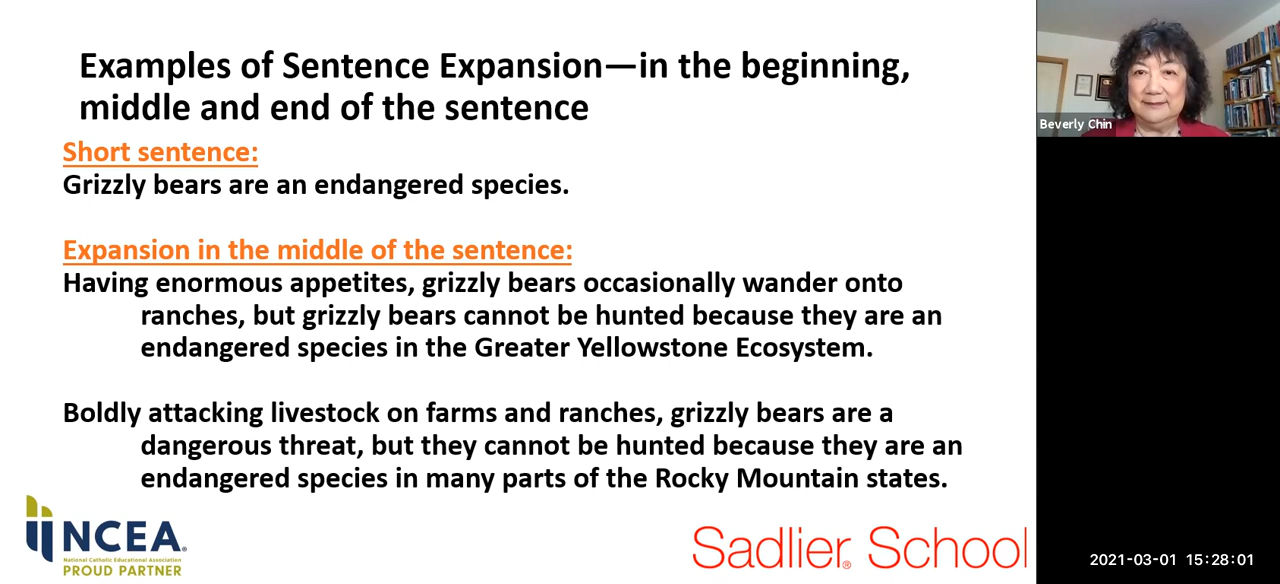 Examples of Sentence Expansion—in the beginning,
middle and end of the sentence
Short sentence:
Grizzly bears are an endangered species.
Expansion in the middle of the sentence:
Having enormous appetites, grizzly bears occasionally wander onto
ranches, but grizzly bears cannot be hunted because they are an
endangered species in the Greater Yellowstone Ecosystem.
Boldly attacking livestock on farms and ranches, grizzly bears are a
dangerous threat, but they cannot be hunted because they are an
endangered species in many parts of the Rocky Mountain states.
NCEA®
National Catholic Educational Association
PROUD PARTNER
Sadlier® School
Beverly Chin
2021-03-01 15:28:01